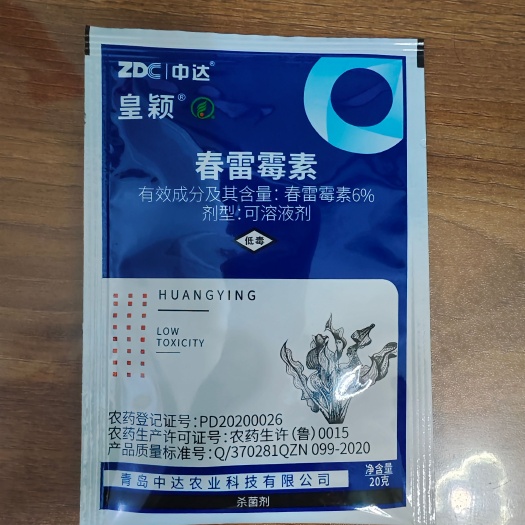 ZDC 中达®
皇颖®
春雷霉素
有效成分及其含量：春雷霉素6%
剂型：可溶液剂
低毒
HUANGYING
LOW
TOXICITY
农药登记证号：PD20200026
农药生产许可证号：农药生许（鲁）0015
产品质量标准号：Q/370281QZN 099-2020
净含量
20克
青岛中达农业科技有限公司
杀菌剂